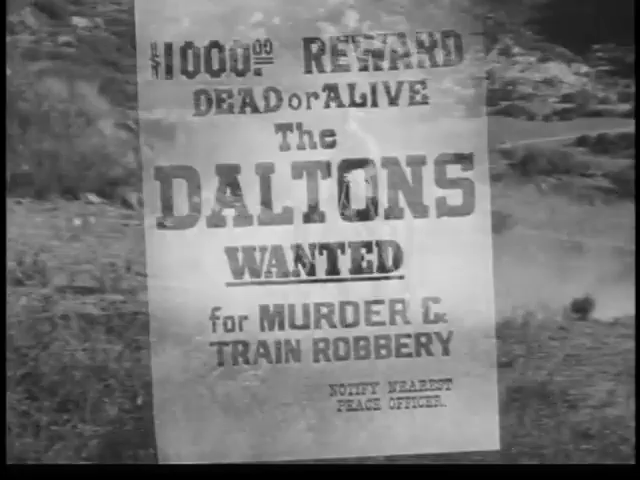 $1000.00 REWARD
DEAD or ALIVE
The
DALTONS
WANTED
for MURDER &
TRAIN ROBBERY
NOTIFY NEAREST
PEACE OFFICER.